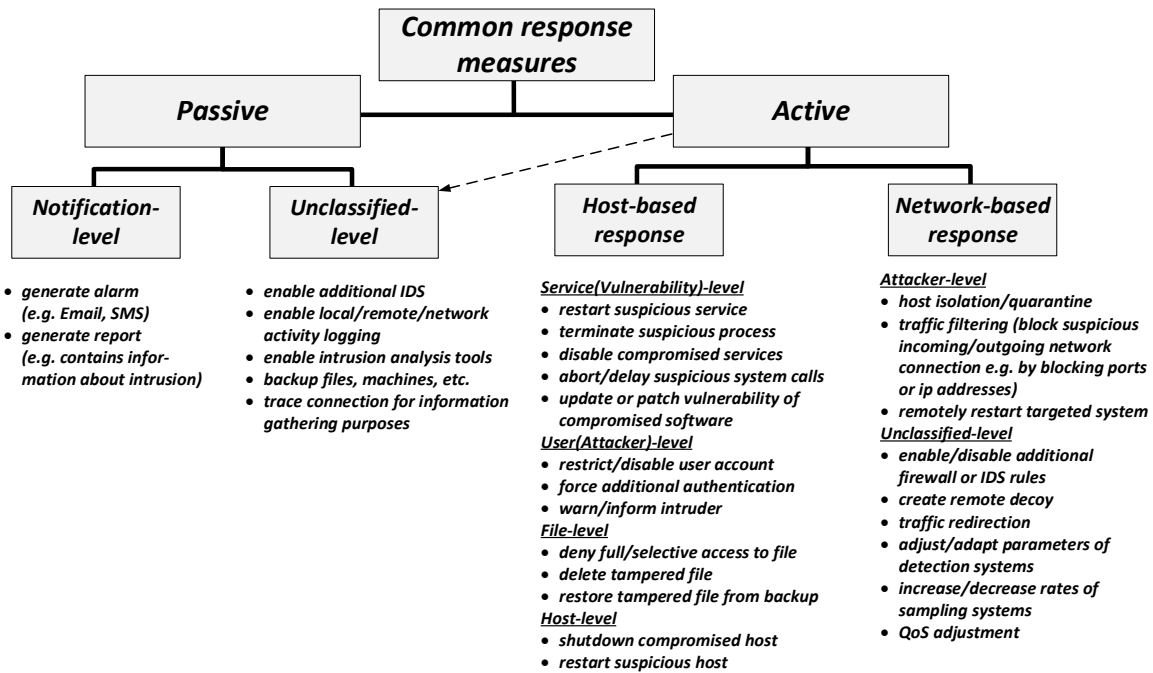 Common response
measures
Passive
Active
Notification-
level
Unclassified-
level
Host-based
response
Network-based
response
• generate alarm
(e.g. Email, SMS)
• generate report
(e.g. contains infor-
mation about intrusion)
• enable additional IDS
• enable local/remote/network
activity logging
• enable intrusion analysis tools
• backup files, machines, etc.
• trace connection for information
gathering purposes
Service(Vulnerability)-level
• restart suspicious service
• terminate suspicious process
• disable compromised services
• abort/delay suspicious system calls
• update or patch vulnerability of
compromised software
User(Attacker)-level
• restrict/disable user account
• force additional authentication
• warn/inform intruder
File-level
• deny full/selective access to file
• delete tampered file
• restore tampered file from backup
Host-level
• shutdown compromised host
• restart suspicious host
Attacker-level
• host isolation/quarantine
• traffic filtering (block suspicious
incoming/outgoing network
connection e.g. by blocking ports
or ip addresses)
• remotely restart targeted system
Unclassified-level
• enable/disable additional
firewall or IDS rules
• create remote decoy
• traffic redirection
• adjust/adapt parameters of
detection systems
• increase/decrease rates of
sampling systems
• QoS adjustment